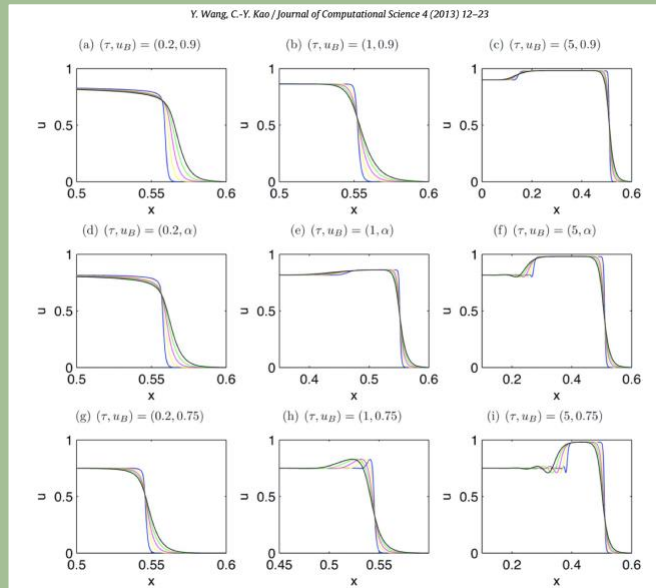 Y. Wang, C.-Y. Kao / Journal of Computational Science 4 (2013) 12–23
(a) (τ, u_B) = (0.2, 0.9)
(b) (τ, u_B) = (1, 0.9)
(c) (τ, u_B) = (5, 0.9)
1
0.5
0
u
0.5
0.55
0.6
x
1
0.5
0
u
0.5
0.55
0.6
x
1
0.5
0
u
0
0.2
0.4
0.6
x
(d) (τ, u_B) = (0.2, α)
(e) (τ, u_B) = (1, α)
(f) (τ, u_B) = (5, α)
1
0.5
0
u
0.5
0.55
0.6
x
1
0.5
0
u
0.4
0.5
0.6
x
1
0.5
0
u
0.2
0.4
0.6
x
(g) (τ, u_B) = (0.2, 0.75)
(h) (τ, u_B) = (1, 0.75)
(i) (τ, u_B) = (5, 0.75)
1
0.5
0
u
0.5
0.55
0.6
x
1
0.5
0
u
0.45
0.5
0.55
x
1
0.5
0
u
0.2
0.4
0.6
x